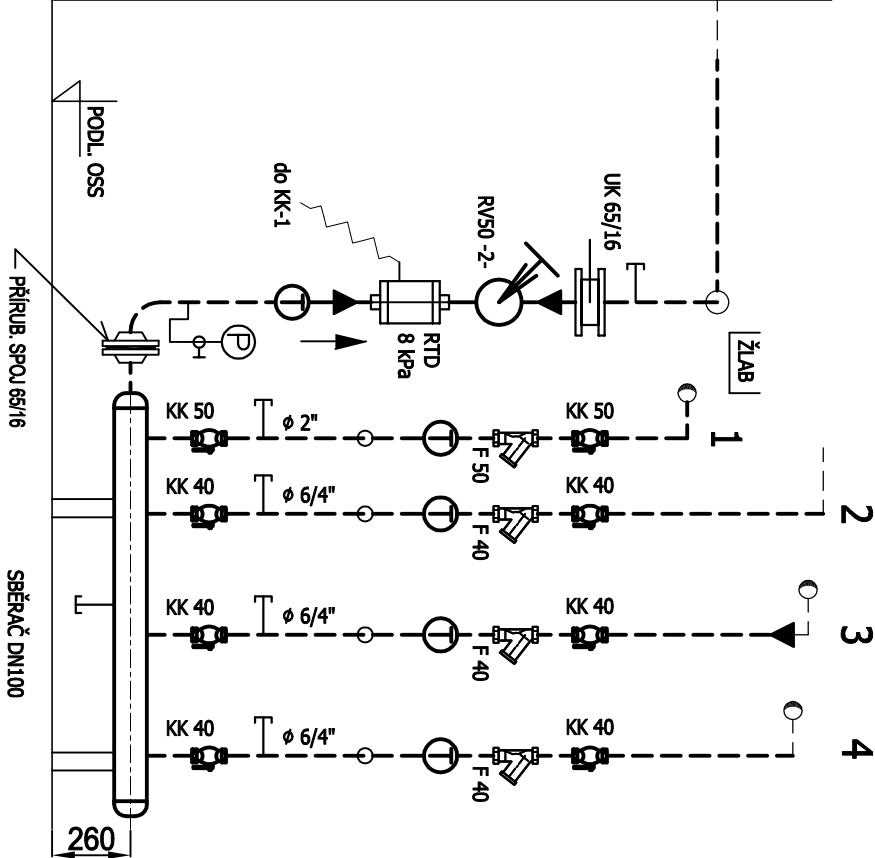 PODL. OSS
do KK-1
RV50 -2-
UK 65/16
ŽLAB
RTD
8 kPa
P
PŘÍRUB. SPOJ 65/16
KK 50
ϕ 2"
F 50
KK 50
1
KK 40
ϕ 6/4"
F 40
KK 40
2
KK 40
ϕ 6/4"
F 40
KK 40
3
KK 40
ϕ 6/4"
F 40
KK 40
4
SBĚRAČ DN100
260